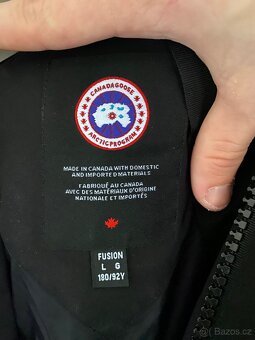 CANADA GOOSE
ARCTIC PROGRAM
MADE IN CANADA WITH DOMESTIC
AND IMPORTED MATERIALS
FABRIQUÉ AU CANADA
AVEC DES MATÉRIAUX D'ORIGINE
NATIONALE ET IMPORTÉS
FUSION
L G
180/92Y
Bazoš.cz